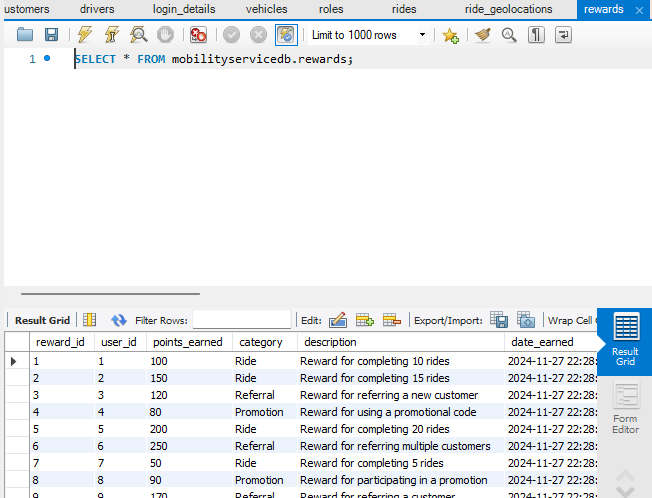 ustomers drivers login_details vehicles roles rides ride_geolocations rewards
Limit to 1000 rows
1 SELECT * FROM mobilityservicedb.rewards;
Result Grid Filter Rows: Edit: Export/Import: Wrap Cell C
reward_id user_id points_earned category description date_earned
1 1 100 Ride Reward for completing 10 rides 2024-11-27 22:28:
2 2 150 Ride Reward for completing 15 rides 2024-11-27 22:28:
3 3 120 Referral Reward for referring a new customer 2024-11-27 22:28:
4 4 80 Promotion Reward for using a promotional code 2024-11-27 22:28:
5 5 200 Ride Reward for completing 20 rides 2024-11-27 22:28:
6 6 250 Referral Reward for referring multiple customers 2024-11-27 22:28:
7 7 50 Ride Reward for completing 5 rides 2024-11-27 22:28:
8 8 90 Promotion Reward for participating in a promotion 2024-11-27 22:28:
9 9 170 Referral Reward for referring a customer 2024-11-27 22:28:
Result
Grid
Form
Editor